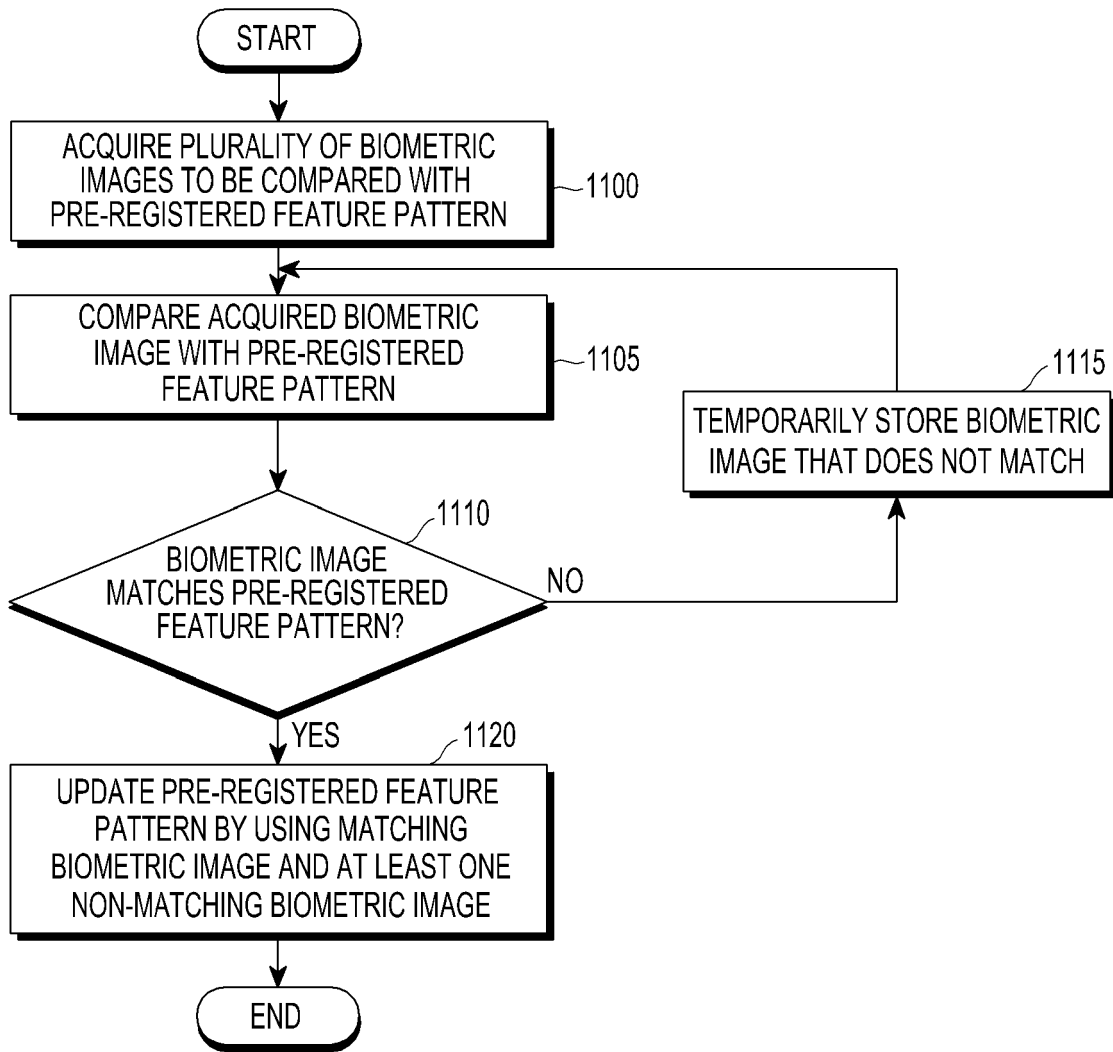 START
ACQUIRE PLURALITY OF BIOMETRIC
IMAGES TO BE COMPARED WITH
PRE-REGISTERED FEATURE PATTERN
1100
COMPARE ACQUIRED BIOMETRIC
IMAGE WITH PRE-REGISTERED
FEATURE PATTERN
1105
1115
TEMPORARILY STORE BIOMETRIC
IMAGE THAT DOES NOT MATCH
1110
BIOMETRIC IMAGE
MATCHES PRE-REGISTERED
FEATURE PATTERN?
NO
YES
1120
UPDATE PRE-REGISTERED FEATURE
PATTERN BY USING MATCHING
BIOMETRIC IMAGE AND AT LEAST ONE
NON-MATCHING BIOMETRIC IMAGE
END